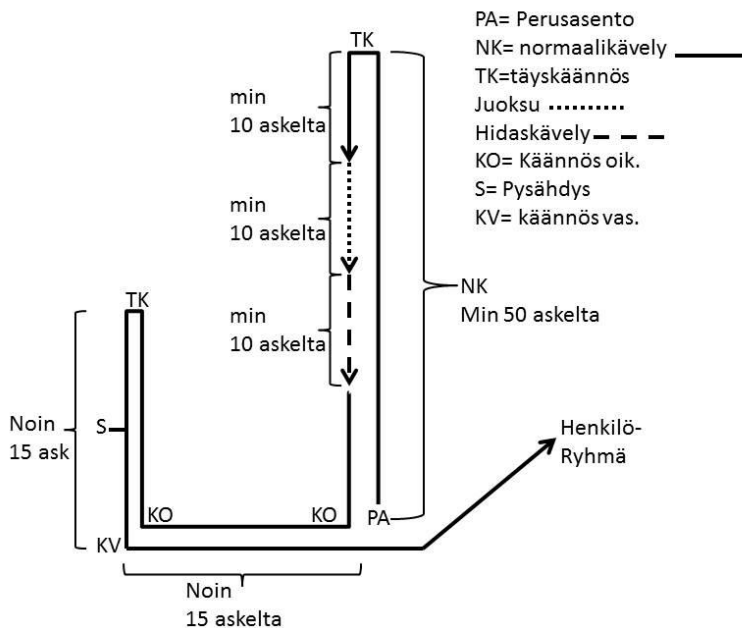 PA= Perusasento
NK= normaalikävely
TK=täyskäännös
Juoksu
Hidaskävely
KO= Käännös oik.
S= Pysähdys
KV= käännös vas.
TK
min
10 askelta
min
10 askelta
min
10 askelta
NK
Min 50 askelta
TK
Noin
15 ask
S
KO
KO
PA
KV
Henkilö-
Ryhmä
Noin
15 askelta